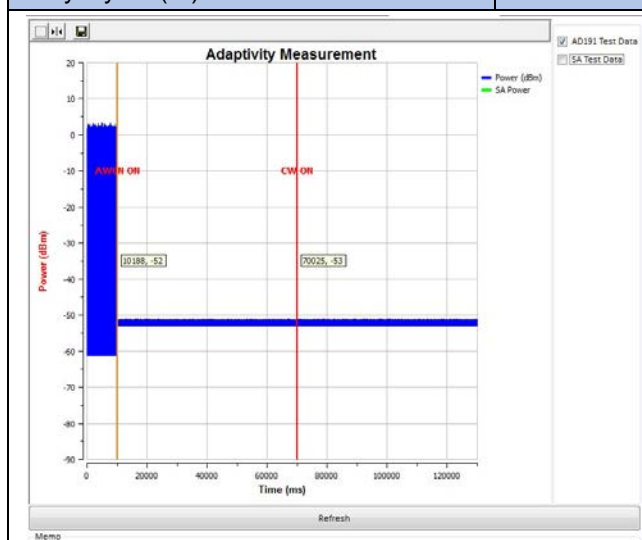 Adaptivity Measurement
AD191 Test Data
SA Test Data
Power (dBm)
SA Power
20
10
0
-10
-20
-30
-40
-50
-60
-70
-80
-90
Power (dBm)
AWGN ON
CW ON
10188, -52
70025, -53
0
20000
40000
60000
80000
100000
120000
Time (ms)
Refresh
Memo